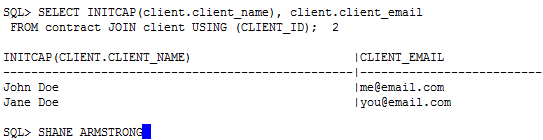 SQL> SELECT INITCAP(client.client_name), client.client_email
FROM contract JOIN client USING (CLIENT_ID);  2
INITCAP(CLIENT.CLIENT_NAME) |CLIENT_EMAIL
----------------------------------------------------|---------------------------
John Doe |me@email.com
Jane Doe |you@email.com
SQL> SHANE ARMSTRONG